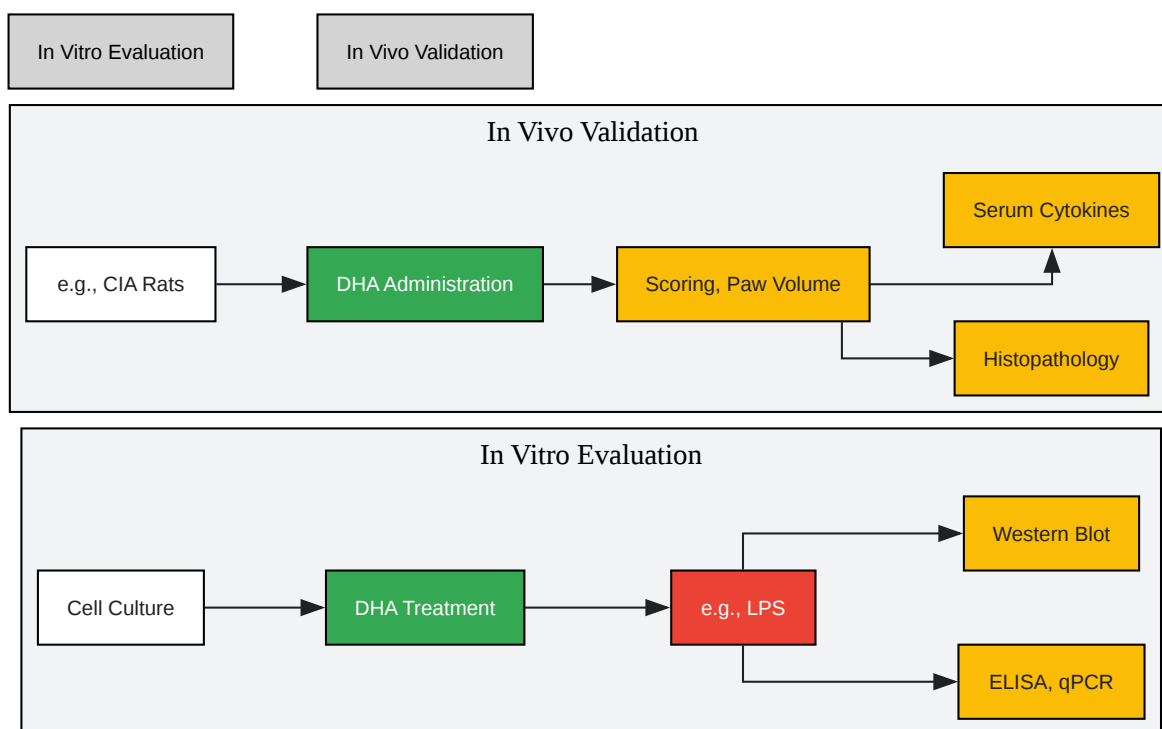 In Vitro Evaluation
In Vivo Validation
In Vivo Validation
Serum Cytokines
e.g., CIA Rats
DHA Administration
Scoring, Paw Volume
Histopathology
In Vitro Evaluation
Western Blot
Cell Culture
DHA Treatment
e.g., LPS
ELISA, qPCR